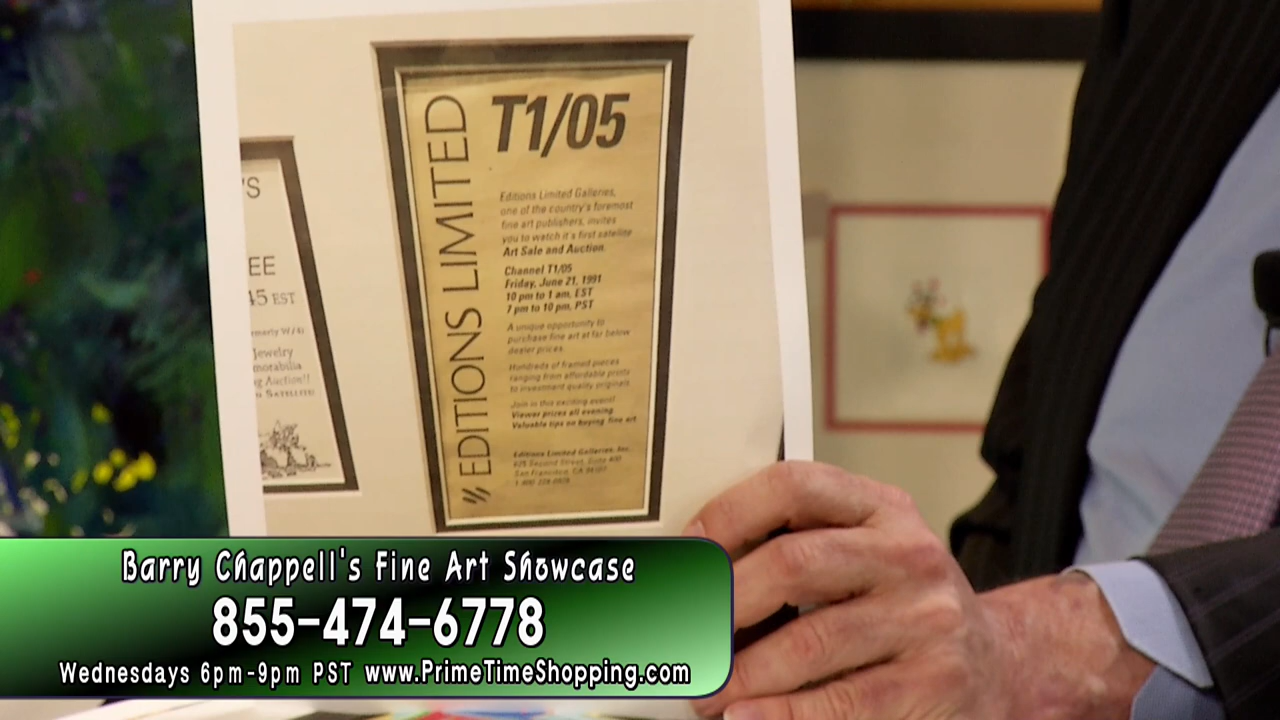 'S
EE
45 EST
Jewelry
EDITIONS LIMITED
T1/05
Editions Limited Galleries,
one of the country's foremost
fine art publishers, invites
you to watch it's first satellite
Art Sale and Auction.
Channel T1/05
Friday, June 21, 1991
10 pm to 1 am, EST
7 pm to 10 pm, PST
A unique opportunity to
purchase fine art at far below
dealer prices.
Hundreds of framed pieces
ranging from affordable prints
to investment quality originals.
Join in this exciting event!
Viewer prizes all evening.
Valuable tips on buying fine art.
Editions Limited Galleries, Inc.
625 Second Street, Suite 400
San Francisco, CA
Barry Chappell's Fine Art Showcase
855-474-6778
Wednesdays 6pm-9pm PST www.PrimeTimeShopping.com